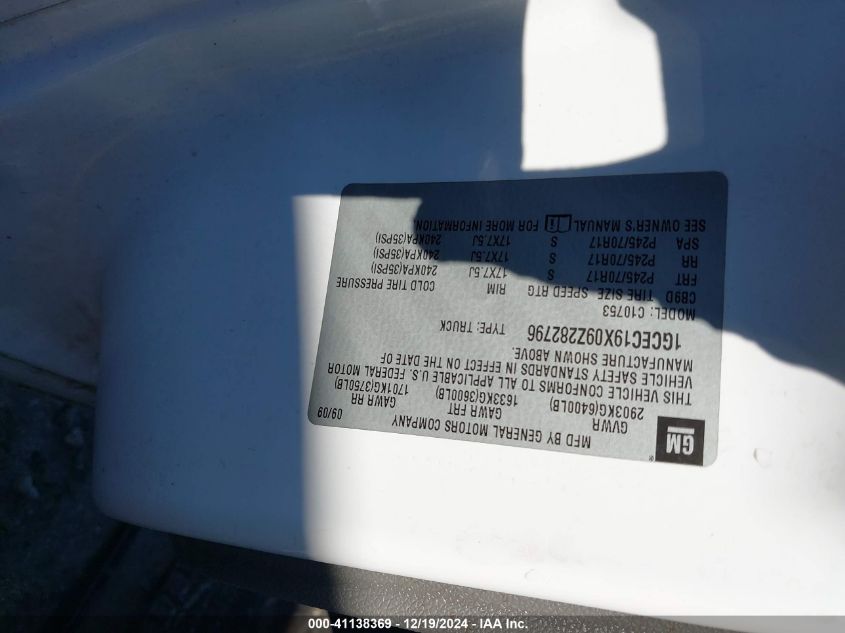 MFD BY GENERAL MOTORS COMPANY
09/09
GM
®
GVWR GAWR FRT GAWR RR
2903KG(6400LB) 1633KG(3600LB) 1701KG(3750LB)
THIS VEHICLE CONFORMS TO ALL APPLICABLE U.S. FEDERAL MOTOR
VEHICLE SAFETY STANDARDS IN EFFECT ON THE DATE OF
MANUFACTURE SHOWN ABOVE.
1GCEC19X09Z282796 TYPE: TRUCK
MODEL: C10753
CB9D TIRE SIZE SPEED RTG RIM COLD TIRE PRESSURE
FRT P245/70R17 S 17X7.5J 240KPA(35PSI)
RR P245/70R17 S 17X7.5J 240KPA(35PSI)
SPA P245/70R17 S 17X7.5J 240KPA(35PSI)
SEE OWNER'S MANUAL FOR MORE INFORMATION.
000-41138369 - 12/19/2024 - IAA Inc.